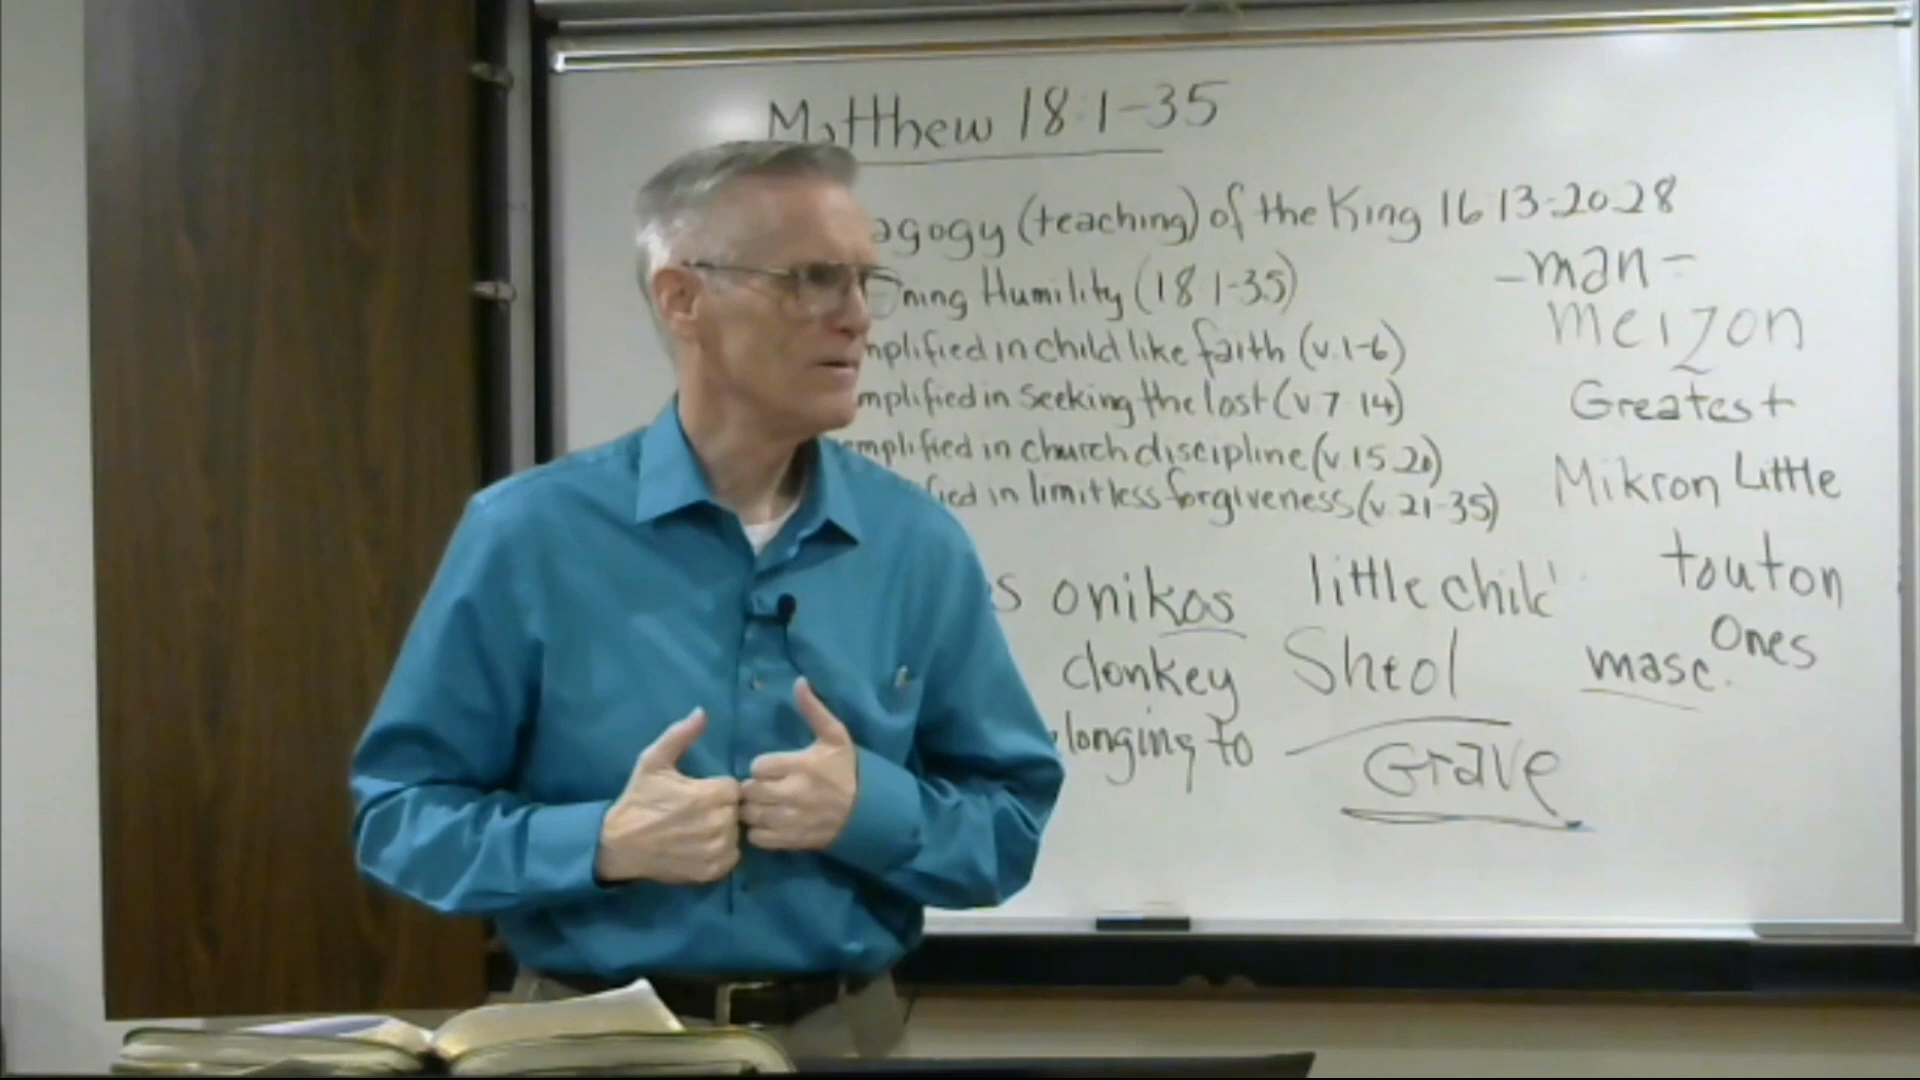 Matthew 18:1-35
agogy (teaching) of the King 16 13-20 28
ning Humility (18 1-35)
mplified in child like faith (v. 1-6)
mplified in seeking the lost (v 7 14)
emplified in church discipline (v. 15 20)
fied in limitless forgiveness (v. 21-35)
-man-
meizon
Greatest
Mikron Little
touton
Ones
masc.
s onikos
donkey
longing to
little child
Sheol
Grave